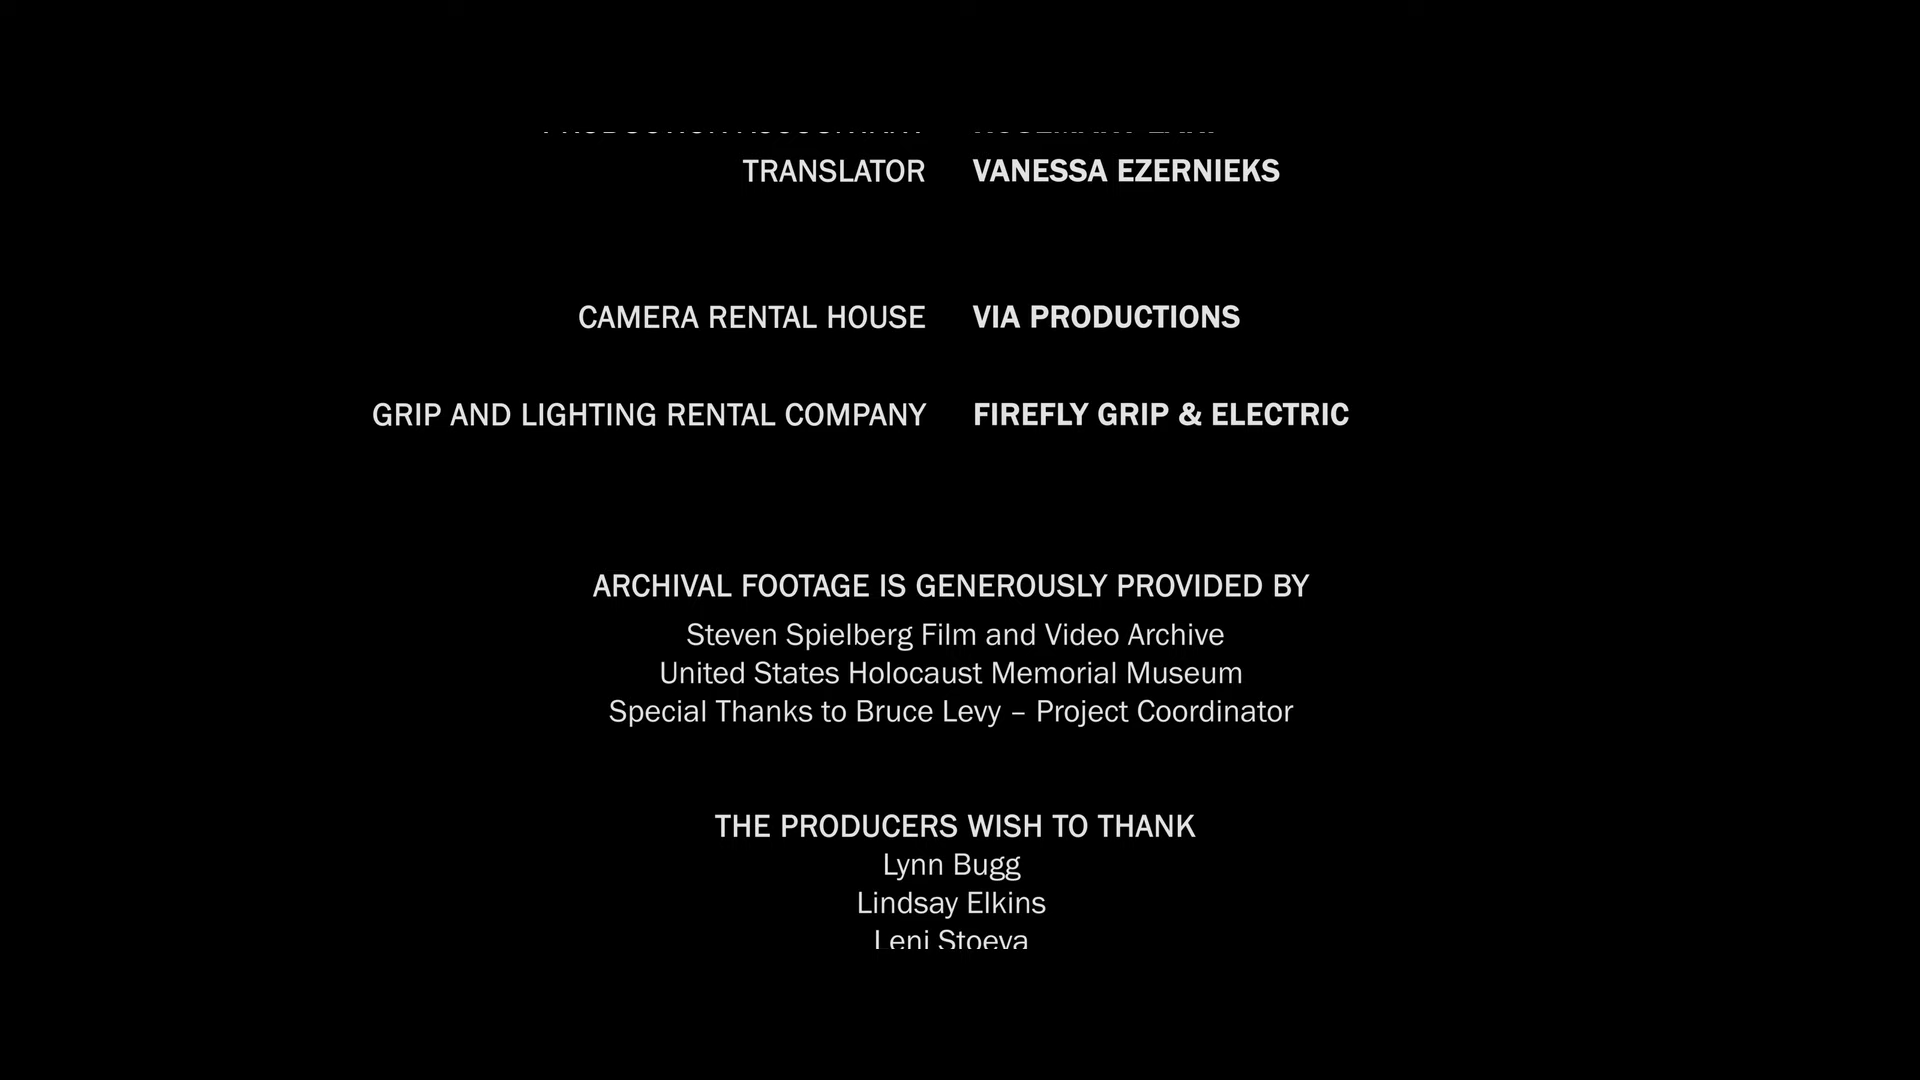 TRANSLATOR VANESSA EZERNIEKS
CAMERA RENTAL HOUSE VIA PRODUCTIONS
GRIP AND LIGHTING RENTAL COMPANY FIREFLY GRIP & ELECTRIC
ARCHIVAL FOOTAGE IS GENEROUSLY PROVIDED BY
Steven Spielberg Film and Video Archive
United States Holocaust Memorial Museum
Special Thanks to Bruce Levy – Project Coordinator
THE PRODUCERS WISH TO THANK
Lynn Bugg
Lindsay Elkins
Leni Stoeva